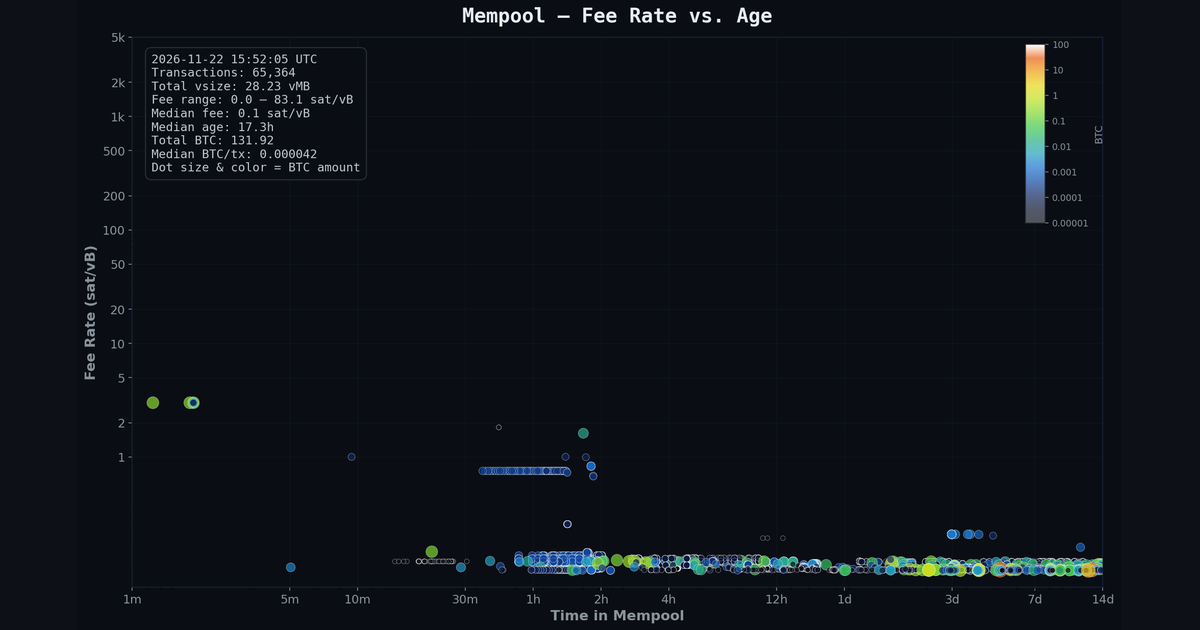 Mempool — Fee Rate vs. Age
2026-11-22 15:52:05 UTC
Transactions: 65,364
Total vsize: 28.23 vMB
Fee range: 0.0 — 83.1 sat/vB
Median fee: 0.1 sat/vB
Median age: 17.3h
Total BTC: 131.92
Median BTC/tx: 0.000042
Dot size & color = BTC amount
5k
2k
1k
500
200
100
50
20
10
5
2
1
Fee Rate (sat/vB)
100
10
1
0.1
0.01
0.001
0.0001
0.00001
BTC
1m 5m 10m 30m 1h 2h 4h 12h 1d 3d 7d 14d
Time in Mempool